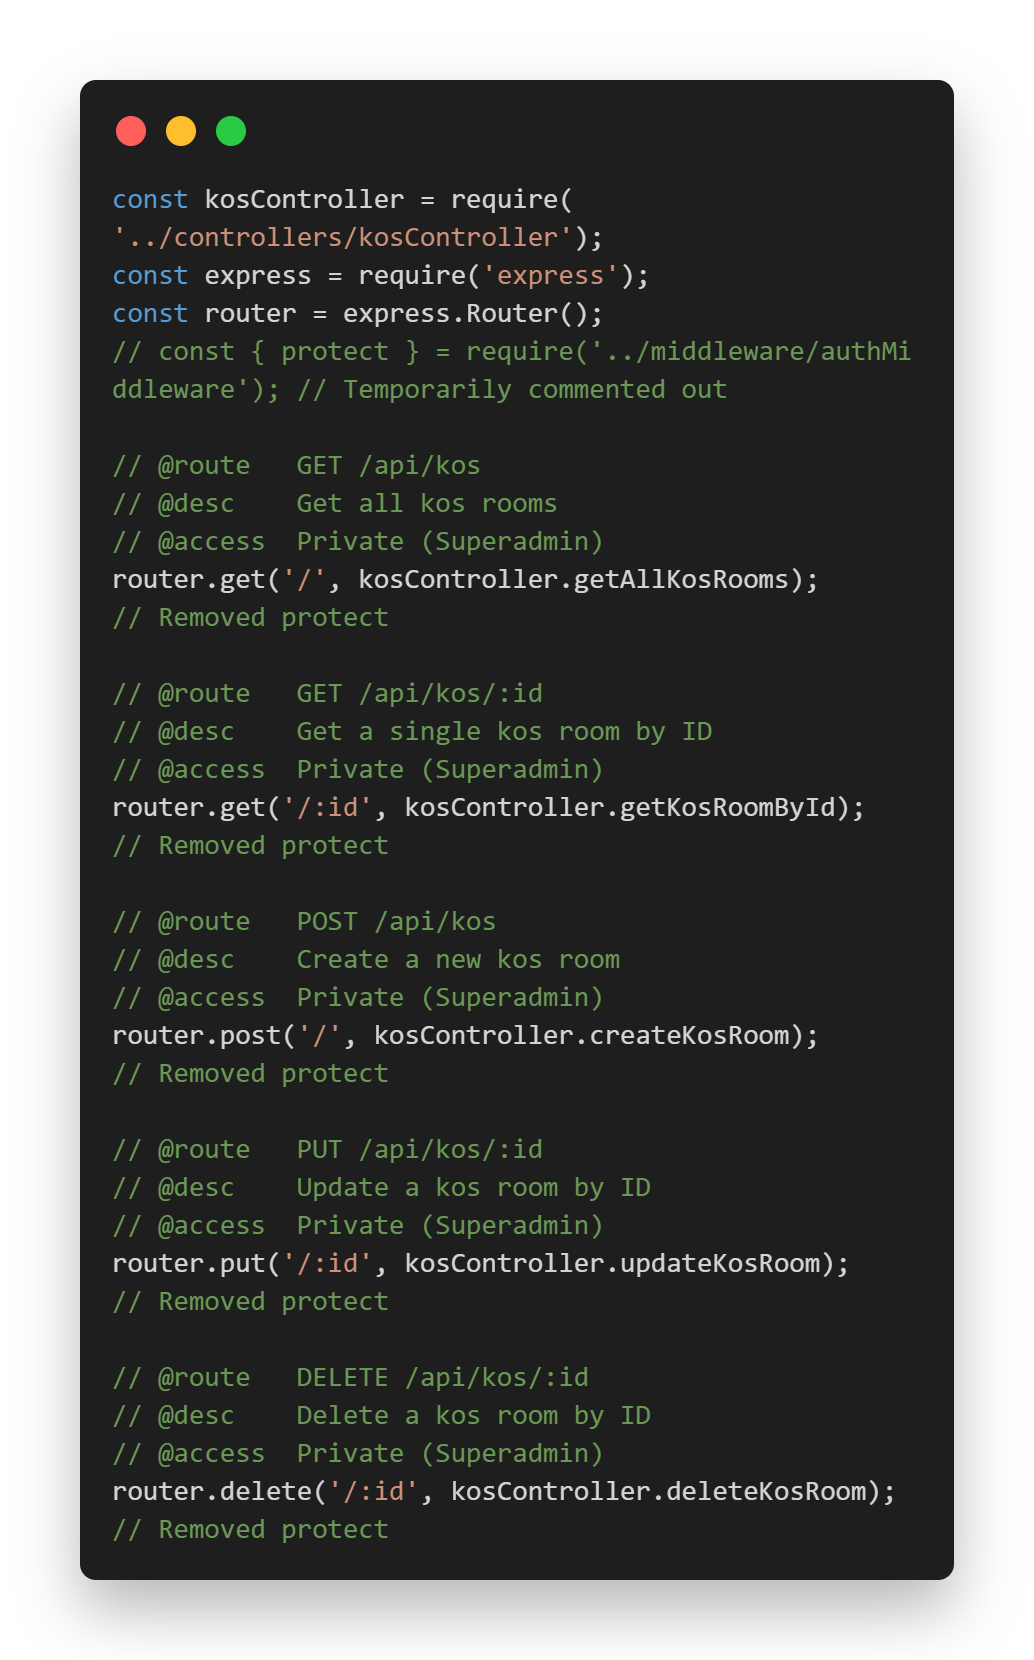 const kosController = require(
'../controllers/kosController');
const express = require('express');
const router = express.Router();
// const { protect } = require('../middleware/authMi
ddleware'); // Temporarily commented out

// @route   GET /api/kos
// @desc    Get all kos rooms
// @access  Private (Superadmin)
router.get('/', kosController.getAllKosRooms);
// Removed protect

// @route   GET /api/kos/:id
// @desc    Get a single kos room by ID
// @access  Private (Superadmin)
router.get('/:id', kosController.getKosRoomById);
// Removed protect

// @route   POST /api/kos
// @desc    Create a new kos room
// @access  Private (Superadmin)
router.post('/', kosController.createKosRoom);
// Removed protect

// @route   PUT /api/kos/:id
// @desc    Update a kos room by ID
// @access  Private (Superadmin)
router.put('/:id', kosController.updateKosRoom);
// Removed protect

// @route   DELETE /api/kos/:id
// @desc    Delete a kos room by ID
// @access  Private (Superadmin)
router.delete('/:id', kosController.deleteKosRoom);
// Removed protect